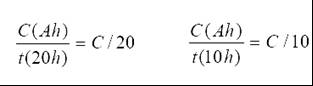 C(Ah)/t(20h) = C/20    C(Ah)/t(10h) = C/10